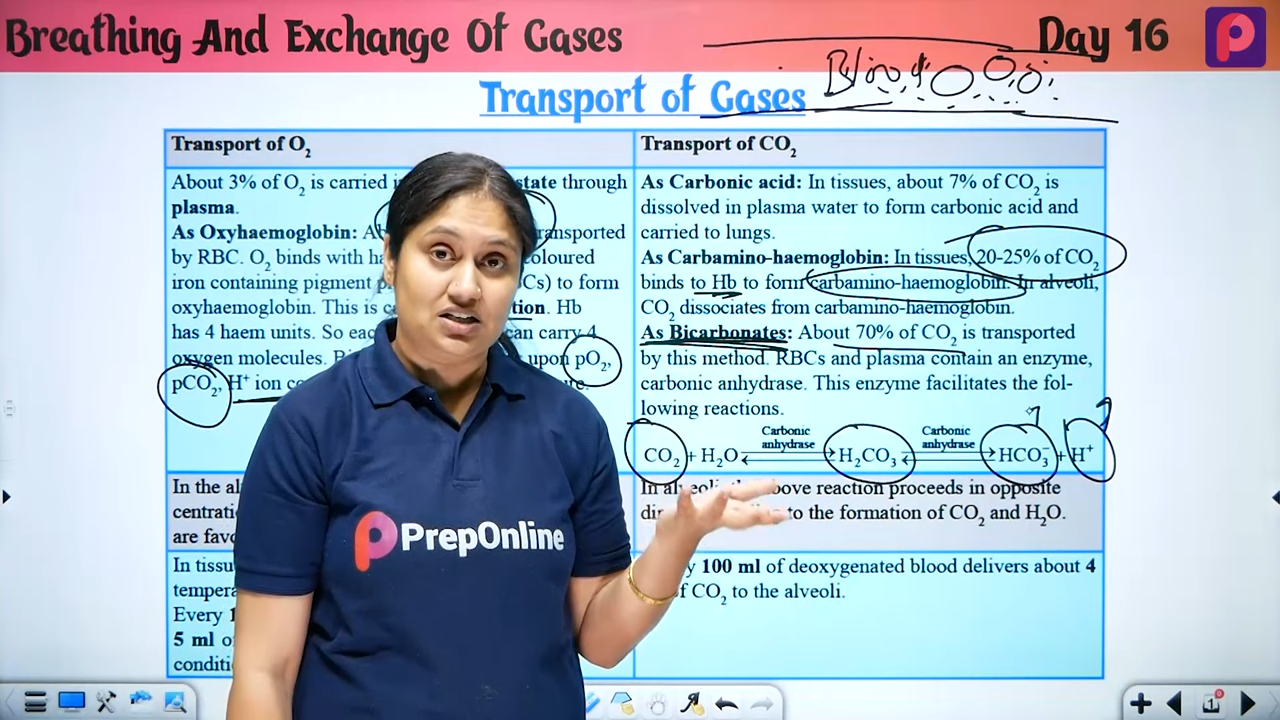 Breathing And Exchange Of Gases
Day 16
Blood
Transport of Gases
Transport of O₂
About 3% of O₂ is carried i state through
plasma.
As Oxyhaemoglobin: Ab ransported
by RBC. O₂ binds with ha oloured
iron containing pigment p Cs) to form
oxyhaemoglobin. This is c tion. Hb
has 4 haem units. So eac can carry 4
oxygen molecules. Bi upon pO₂,
pCO₂, H⁺ ion co
In the al
centrati
are favo
In tissu
tempera
Every 1
5 ml o
conditi
Transport of CO₂
As Carbonic acid: In tissues, about 7% of CO₂ is
dissolved in plasma water to form carbonic acid and
carried to lungs.
As Carbamino-haemoglobin: In tissues, 20-25% of CO₂
binds to Hb to form carbamino-haemoglobin. In alveoli,
CO₂ dissociates from carbamino-haemoglobin.
As Bicarbonates: About 70% of CO₂ is transported
by this method. RBCs and plasma contain an enzyme,
carbonic anhydrase. This enzyme facilitates the fol-
lowing reactions.
Carbonic anhydrase Carbonic anhydrase
CO₂ + H₂O ⇌ H₂CO₃ ⇌ HCO₃⁻ + H⁺
In alveoli, the above reaction proceeds in opposite
dir to the formation of CO₂ and H₂O.
y 100 ml of deoxygenated blood delivers about 4
f CO₂ to the alveoli.
PrepOnline
1